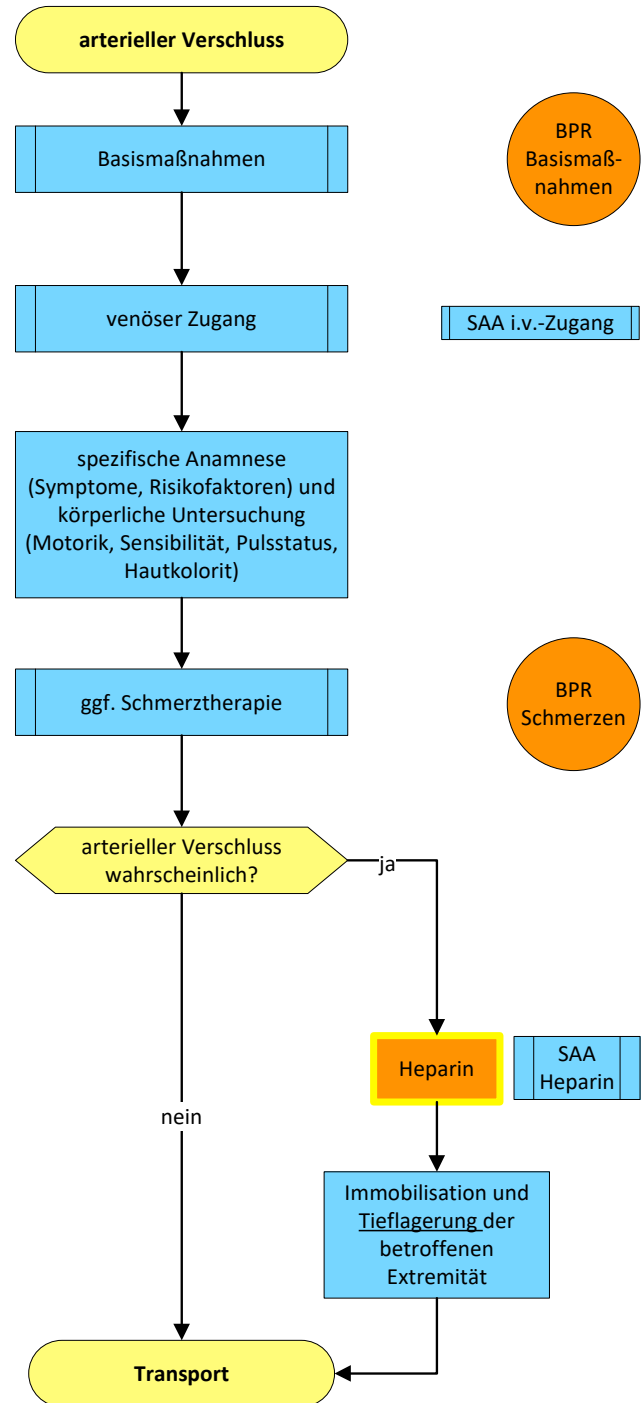 arterieller Verschluss
Basismaßnahmen
BPR
Basismaß-
nahmen
venöser Zugang
SAA i.v.-Zugang
spezifische Anamnese
(Symptome, Risikofaktoren) und
körperliche Untersuchung
(Motorik, Sensibilität, Pulsstatus,
Hautkolorit)
ggf. Schmerztherapie
BPR
Schmerzen
arterieller Verschluss
wahrscheinlich?
ja
Heparin
SAA
Heparin
nein
Immobilisation und
Tieflagerung der
betroffenen
Extremität
Transport